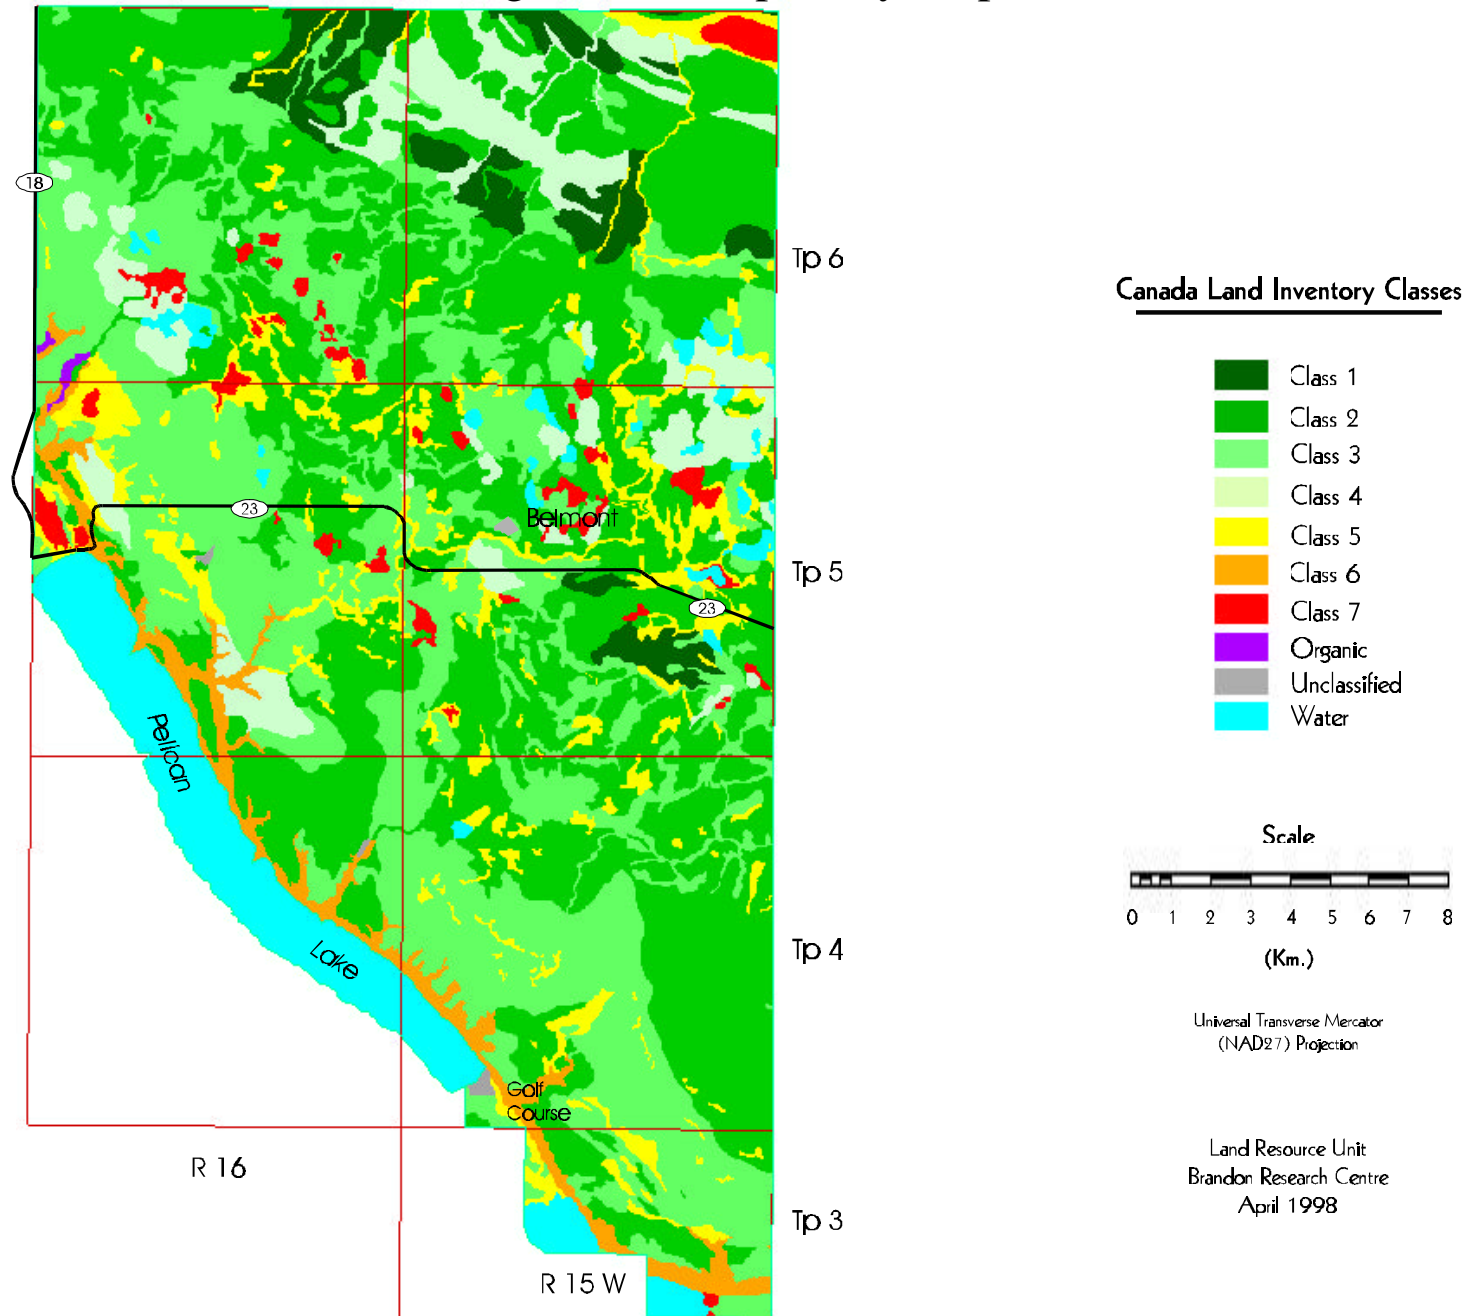 18
Tp 6
Canada Land Inventory Classes
Class 1
Class 2
Class 3
Class 4
Class 5
Class 6
Class 7
Organic
Unclassified
Water
23
Belmont
Tp 5
23
Pelican
Lake
Scale
0 1 2 3 4 5 6 7 8
(Km.)
Tp 4
Universal Transverse Mercator
(NAD27) Projection
Golf
Course
R 16
Land Resource Unit
Brandon Research Centre
April 1998
Tp 3
R 15 W